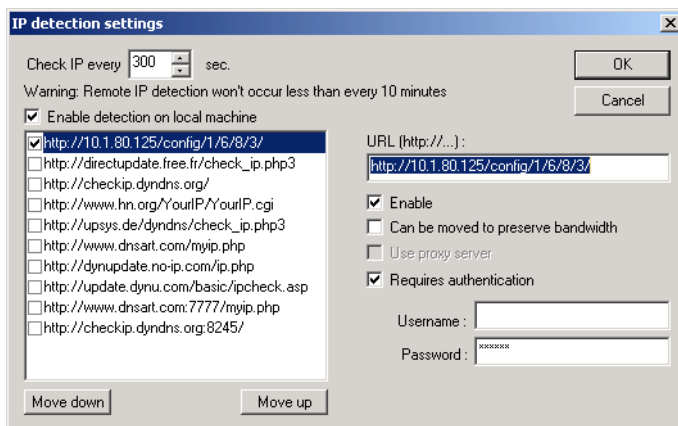 IP detection settings
Check IP every 300 sec.
OK
Warning: Remote IP detection won't occur less than every 10 minutes
Cancel
Enable detection on local machine
http://10.1.80.125/config/1/6/8/3/
http://directupdate.free.fr/check_ip.php3
http://checkip.dyndns.org/
http://www.hn.org/YourIP/YourIP.cgi
http://upsys.de/dyndns/check_ip.php3
http://www.dnsart.com/myip.php
http://dynupdate.no-ip.com/ip.php
http://update.dynu.com/basic/ipcheck.asp
http://www.dnsart.com:7777/myip.php
http://checkip.dyndns.org:8245/
Move down
Move up
URL (http://...) :
http://10.1.80.125/config/1/6/8/3/
Enable
Can be moved to preserve bandwidth
Use proxy server
Requires authentication
Username :
Password : ******